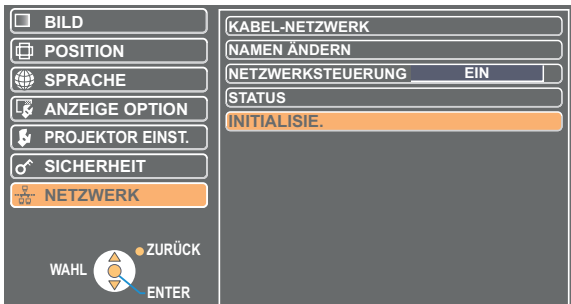 BILD
POSITION
SPRACHE
ANZEIGE OPTION
PROJEKTOR EINST.
SICHERHEIT
NETZWERK
ZURÜCK
WAHL
ENTER
KABEL-NETZWERK
NAMEN ÄNDERN
NETZWERKSTEUERUNG EIN
STATUS
INITIALISIE.